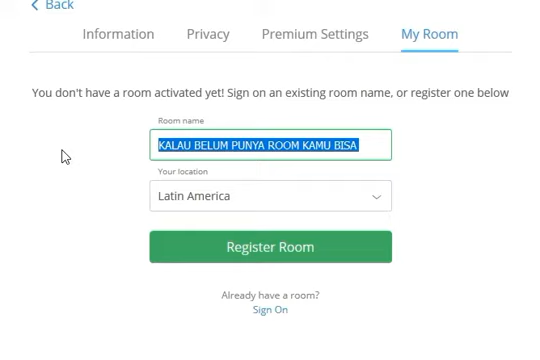 Back
Information Privacy Premium Settings My Room
You don't have a room activated yet! Sign on an existing room name, or register one below
Room name
KALAU BELUM PUNYA ROOM KAMU BISA
Your location
Latin America
Register Room
Already have a room?
Sign On